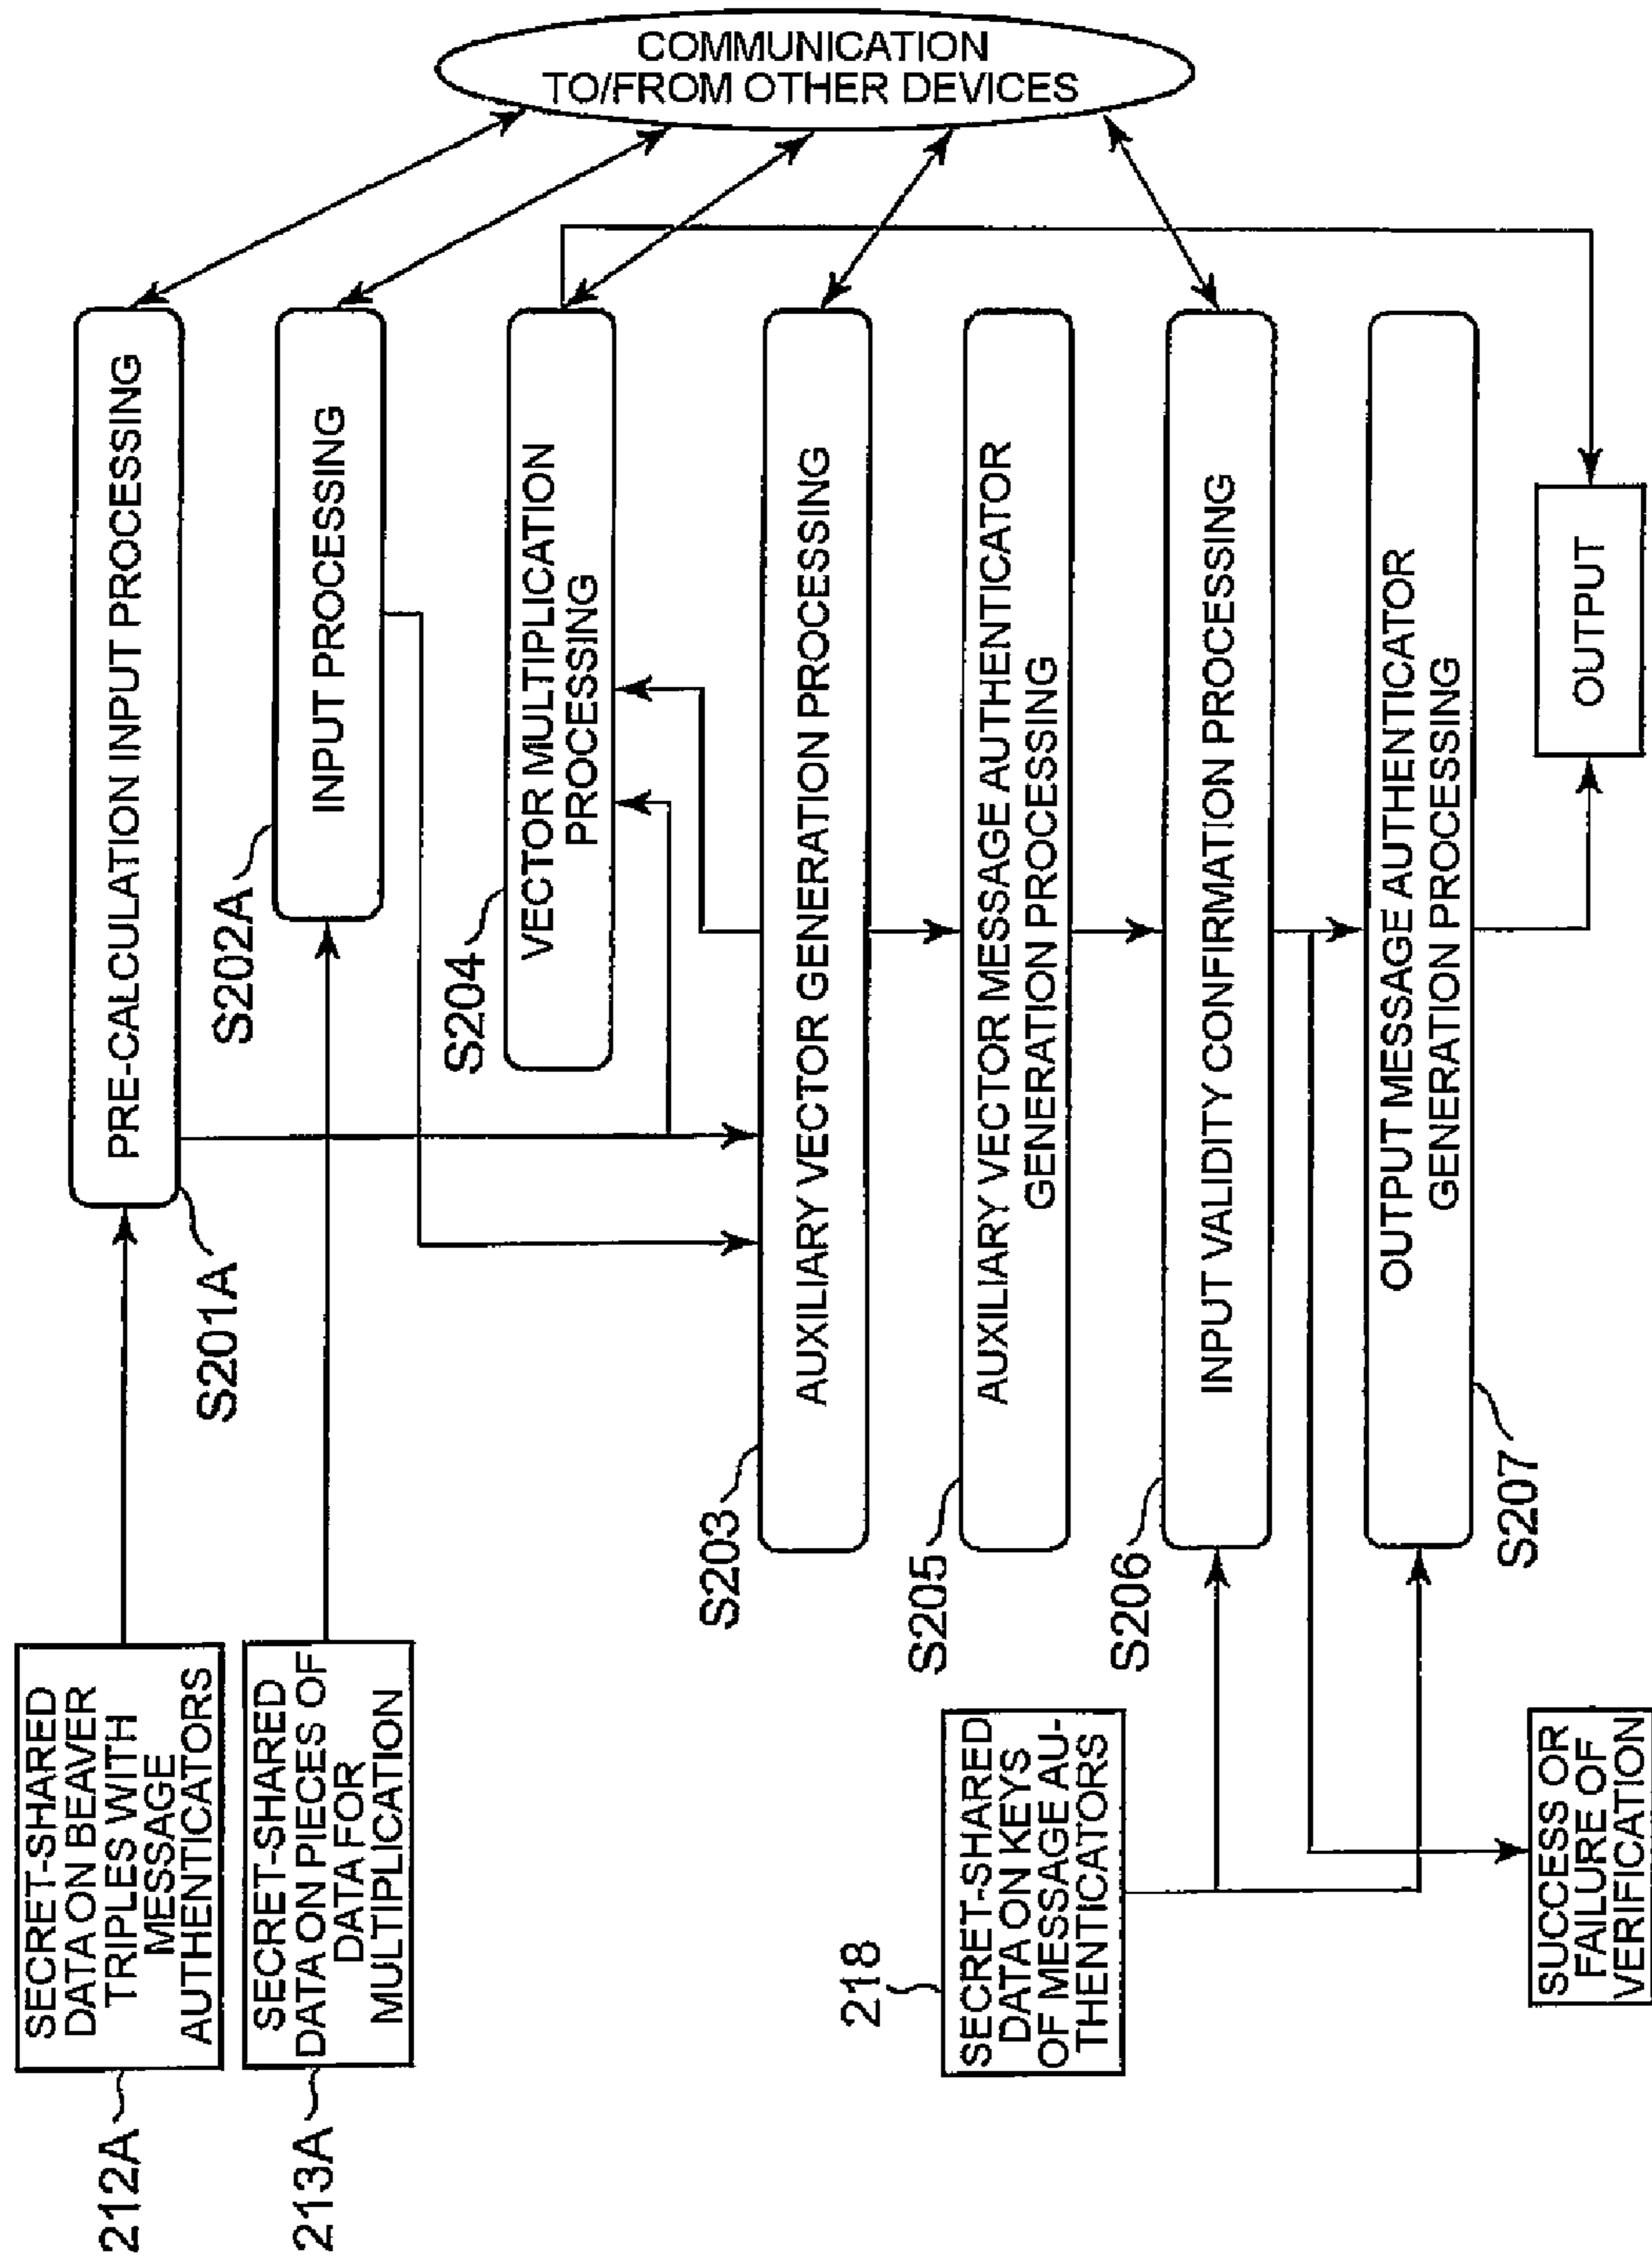 SECRET-SHARED
DATA ON BEAVER
TRIPLES WITH
MESSAGE
AUTHENTICATORS
212A
SECRET-SHARED
DATA ON PIECES OF
DATA FOR
MULTIPLICATION
213A
PRE-CALCULATION INPUT PROCESSING
S201A
INPUT PROCESSING
S202A
VECTOR MULTIPLICATION
PROCESSING
S204
COMMUNICATION
TO/FROM OTHER DEVICES
AUXILIARY VECTOR GENERATION PROCESSING
S203
AUXILIARY VECTOR MESSAGE AUTHENTICATOR
GENERATION PROCESSING
S205
218
SECRET-SHARED
DATA ON KEYS
OF MESSAGE AU-
THENTICATORS
INPUT VALIDITY CONFIRMATION PROCESSING
S206
OUTPUT MESSAGE AUTHENTICATOR
GENERATION PROCESSING
S207
SUCCESS OR
FAILURE OF
VERIFICATION
OUTPUT